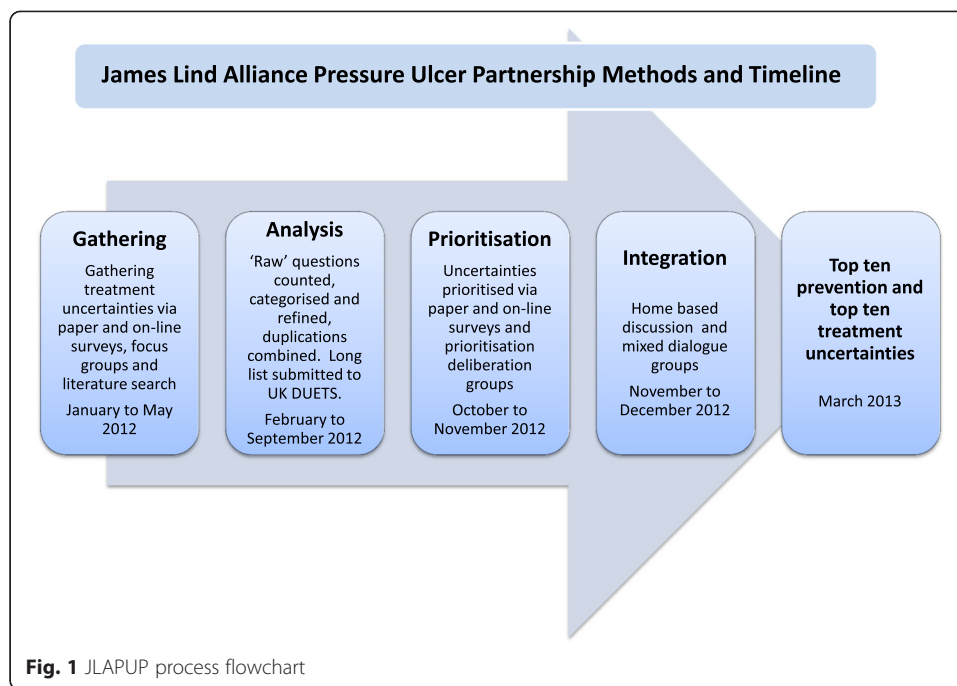 James Lind Alliance Pressure Ulcer Partnership Methods and Timeline
Gathering
Gathering
treatment
uncertainties via
paper and on-line
surveys, focus
groups and
literature search
January to May
2012
Analysis
‘Raw’ questions
counted,
categorised and
refined,
duplications
combined. Long
list submitted to
UK DUETS.
February to
September 2012
Prioritisation
Uncertainties
prioritised via
paper and on-line
surveys and
prioritisation
deliberation
groups
October to
November 2012
Integration
Home based
discussion and
mixed dialogue
groups
November to
December 2012
Top ten
prevention and
top ten
treatment
uncertainties
March 2013
Fig. 1 JLAPUP process flowchart